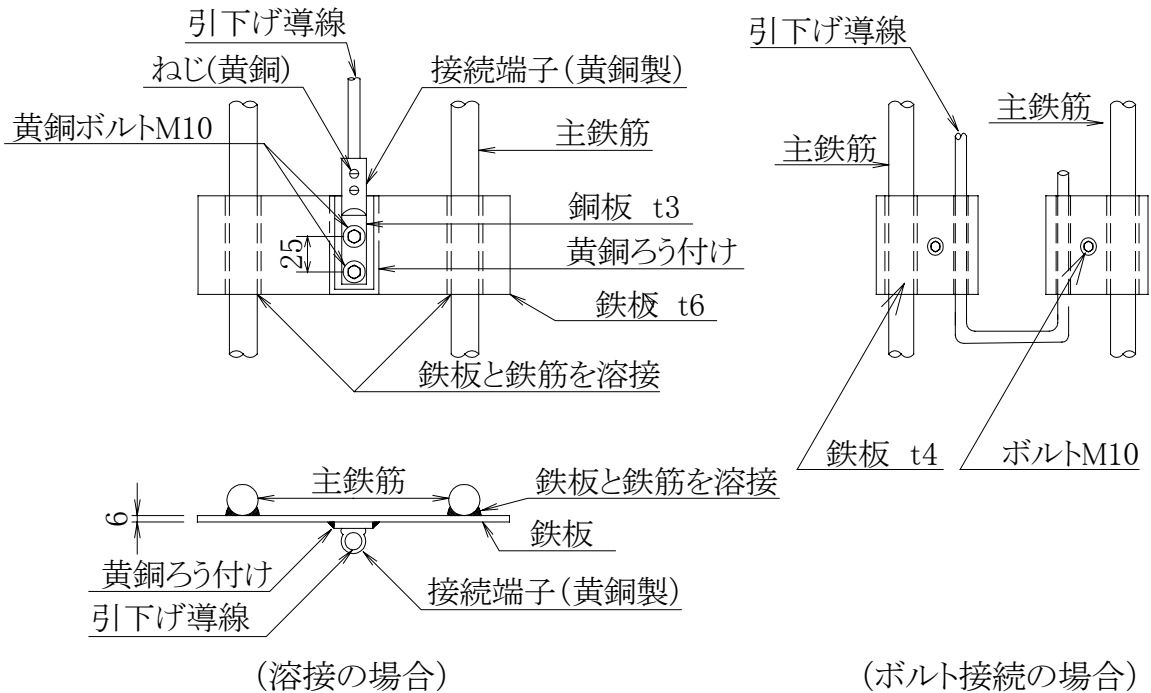 引下げ導線
ねじ(黄銅)
接続端子(黄銅製)
黄銅ボルトM10
主鉄筋
銅板 t3
25
黄銅ろう付け
鉄板 t6
鉄板と鉄筋を溶接
引下げ導線
主鉄筋
主鉄筋
鉄板 t4
ボルトM10
主鉄筋
鉄板と鉄筋を溶接
6
鉄板
黄銅ろう付け
接続端子(黄銅製)
引下げ導線
(溶接の場合)
(ボルト接続の場合)